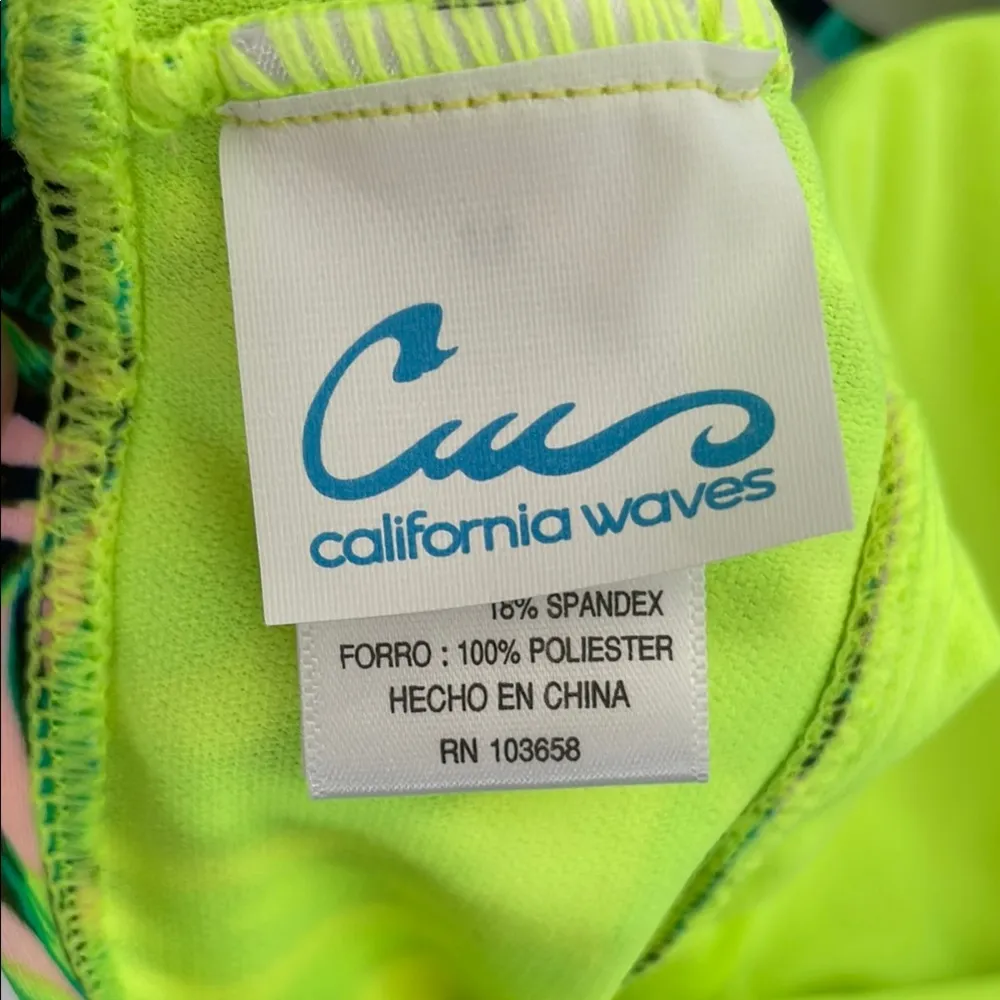 california waves
18% SPANDEX
FORRO : 100% POLIESTER
HECHO EN CHINA
RN 103658